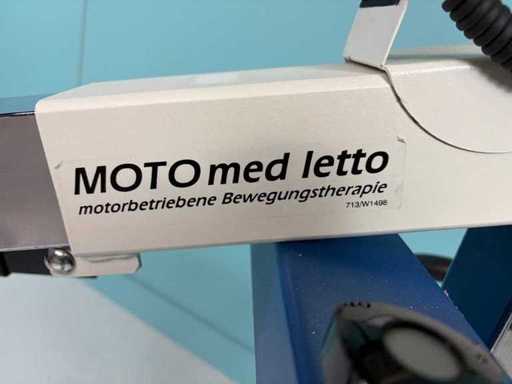 MOTOmed letto
motorbetriebene Bewegungstherapie
713/W1498